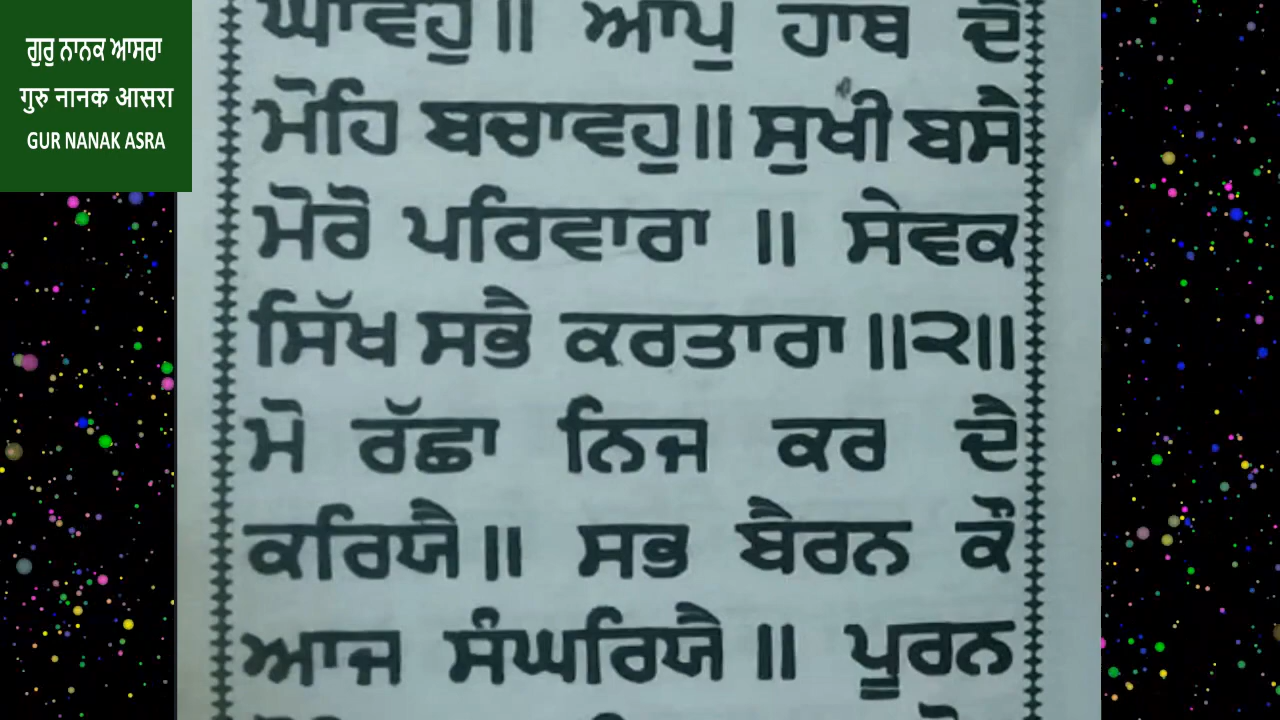 ਗੁਰੁ ਨਾਨਕ ਆਸਰਾ
गुरु नानक आसरा
GUR NANAK ASRA
ਘਾਵਹੁ॥ ਆਪੁ ਹਾਥ ਦੈ
ਮੋਹਿ ਬਚਾਵਹੁ॥ ਸੁਖੀ ਬਸੈ
ਮੋਰੋ ਪਰਿਵਾਰਾ ॥ ਸੇਵਕ
ਸਿੱਖ ਸਭੈ ਕਰਤਾਰਾ ॥੨॥
ਮੋ ਰੱਛਾ ਨਿਜ ਕਰ ਦੈ
ਕਰਿਯੈ॥ ਸਭ ਬੈਰਨ ਕੌ
ਆਜ ਸੰਘਰਿਯੈ ॥ ਪੂਰਨ